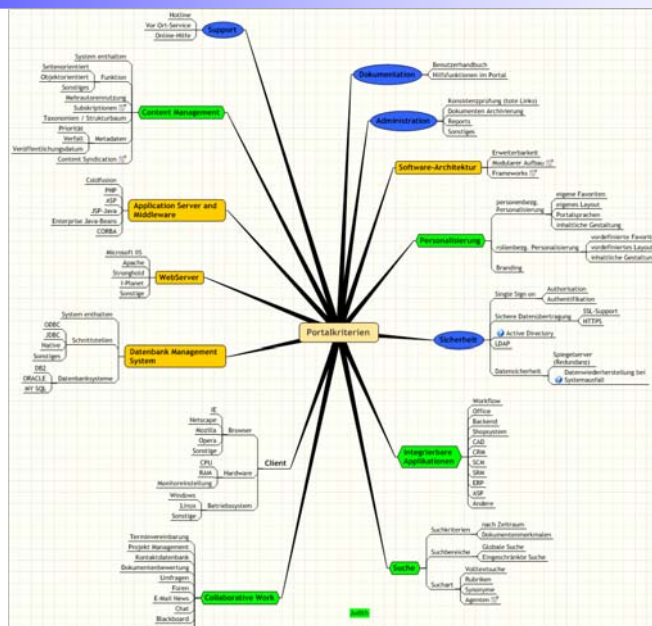 Hotline
Vor Ort-Service
Online-Hilfe
Support
System enthalten
Seitenorientiert
Objektorientiert
Sonstiges
Funktion
Mehrautorennutzung
Subskriptionen
Taxonomien / Strukturbaum
Priorität
Verfall
Veröffentlichungsdatum
Metadaten
Content Syndication
Content Management
Coldfusion
PHP
ASP
JSP-Java
Enterprise Java-Beans
CORBA
Application Server and
Middleware
Microsoft IIS
Apache
Stronghold
I-Planet
Sonstige
WebServer
System enthalten
ODBC
JDBC
Native
Sonstiges
Schnittstellen
DB2
ORACLE
MY SQL
Datenbanksysteme
Datenbank Management
System
IE
Netscape
Mozilla
Opera
Sonstige
Browser
CPU
RAM
Monitoreinstellung
Hardware
Windows
Linos
Sonstige
Betriebssystem
Client
Terminvereinbarung
Projekt Management
Kontaktdatenbank
Dokumentenbewertung
Umfragen
Foren
E-Mail News
Chat
Blackboard
Collaborative Work
Portalkriterien
Dokumentation
Benutzerhandbuch
Hilfsfunktionen im Portal
Administration
Konsistentprüfung (tote Links)
Dokumenten Archivierung
Reports
Sonstiges
Software-Architektur
Erweiterbarkeit
Modularer Aufbau
Frameworks
Personalisierung
personenbezg.
Personalisierung
eigene Favoriten
eigenes Layout
Portalsprachen
inhaltliche Gestaltung
rollenbezg. Personalisierung
vordefinierte Favorite
vordefiniertes Layout
inhaltliche Gestaltung
Branding
Sicherheit
Single Sign on
Authorisation
Authentifikation
Sichere Datenübertragung
SSL-Support
HTTPS
Active Directory
LDAP
Datensicherheit
Spiegelserver
(Redundanz)
Datenwiederherstellung bei
Systemausfall
Integrierbare
Applikationen
Workflow
Office
Backend
Shopsystem
CAD
CRM
SCM
SRM
ERP
ASP
Andere
Suche
Suchkriterien
nach Zeitraum
Dokumentenmerkmalen
Suchbereiche
Globale Suche
Eingeschränkte Suche
Suchart
Volltextsuche
Rubriken
Synonyme
Agenten